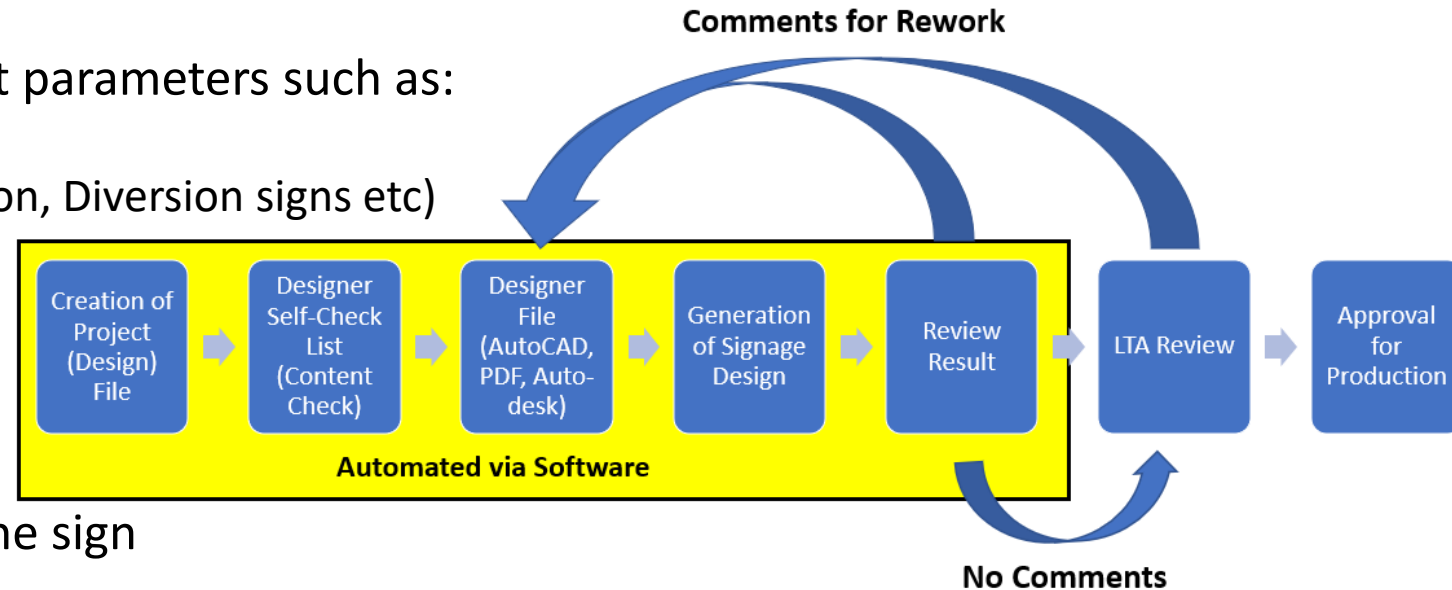 Comments for Rework
t parameters such as:
on, Diversion signs etc)
Creation of
Project
(Design)
File
Designer
Self-Check
List
(Content
Check)
Designer
File
(AutoCAD,
PDF, Auto-
desk)
Generation
of Signage
Design
Review
Result
LTA Review
Approval
for
Production
Automated via Software
ne sign
No Comments